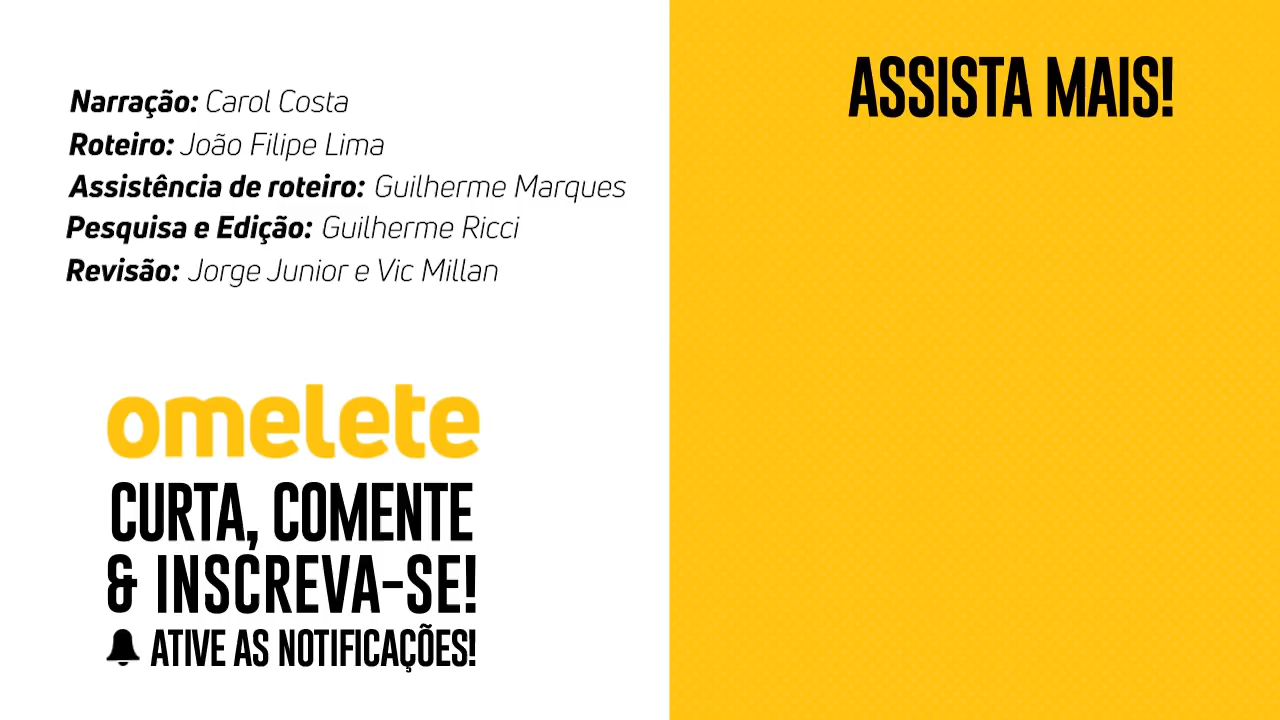 Narração: Carol Costa
Roteiro: João Filipe Lima
Assistência de roteiro: Guilherme Marques
Pesquisa e Edição: Guilherme Ricci
Revisão: Jorge Junior e Vic Millan
omelete
CURTA, COMENTE
& INSCREVA-SE!
ATIVE AS NOTIFICAÇÕES!
ASSISTA MAIS!